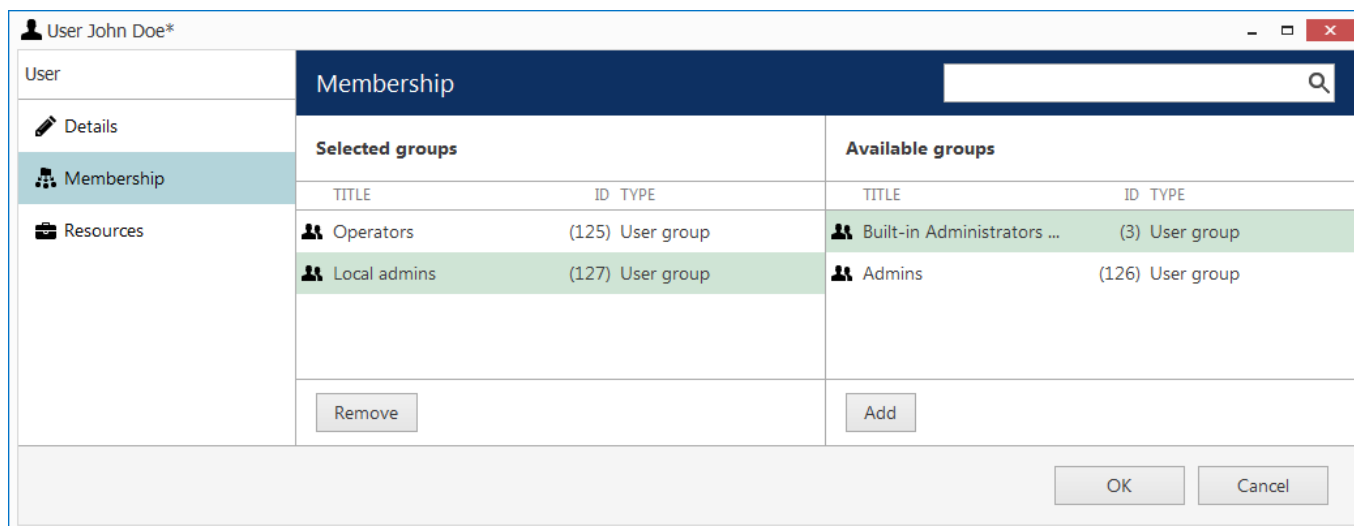 User John Doe*
User
Details
Membership
Resources
Membership
Selected groups
TITLE ID TYPE
Operators (125) User group
Local admins (127) User group
Remove
Available groups
TITLE ID TYPE
Built-in Administrators ... (3) User group
Admins (126) User group
Add
OK Cancel